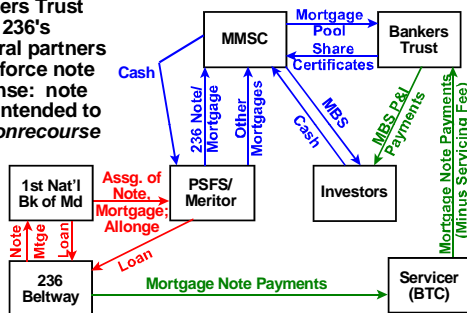 ers Trust
236's
ral partners
force note
nse: note
ntended to
onrecourse
MMSC
Mortgage
Pool
Share
Certificates
Bankers
Trust
Cash
236 Note/
Mortgage
Other
Mortgages
MBS
Cash
MBS P&I
Payments
Mortgage Note Payments
(Minus Servicing Fee)
1st Nat'l
Bk of Md
Assg. of
Note,
Mortgage;
Allonge
PSFS/
Meritor
Investors
Note
Mtge
Loan
Loan
236
Beltway
Mortgage Note Payments
Servicer
(BTC)